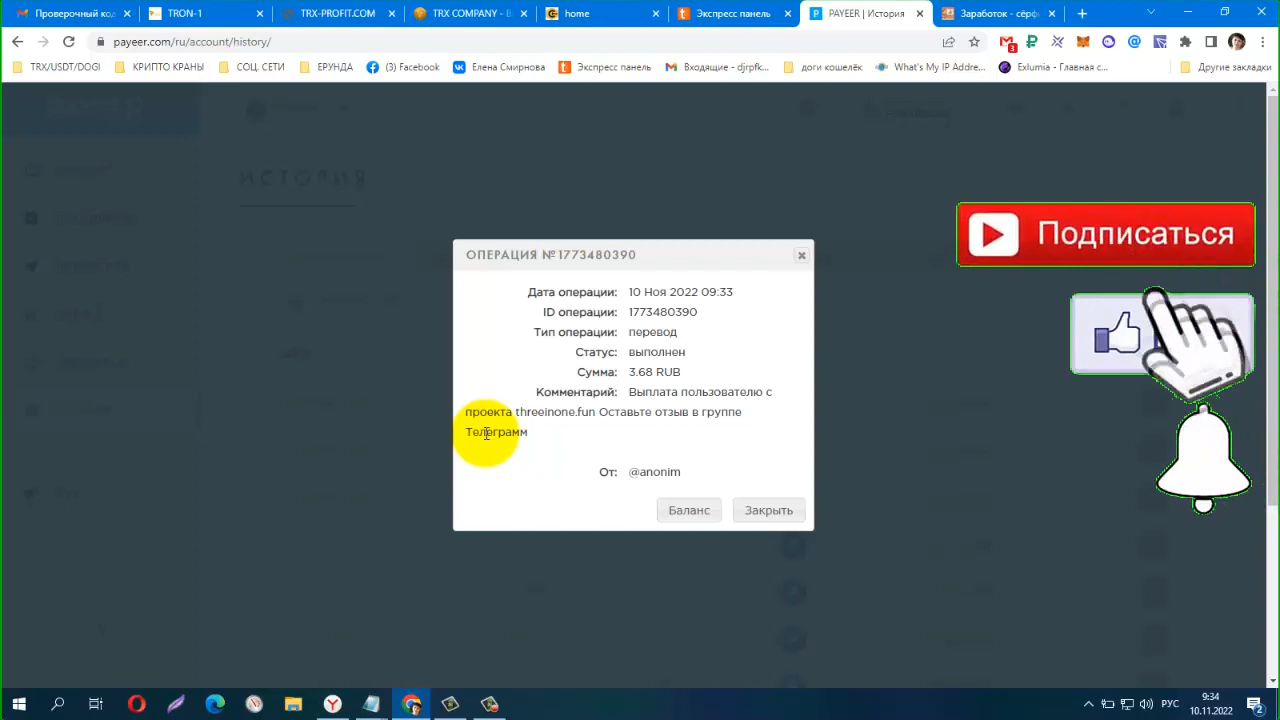 Проверочный код
TRON-1
TRX-PROFIT.COM
TRX COMPANY - В
home
Экспресс панель
PAYEER | История
Заработок - сёрф
payeer.com/ru/account/history/
3
TRX/USDT/DOGI
КРИПТО КРАНЫ
СОЦ. СЕТИ
ЕРУНДА
(3) Facebook
Елена Смирнова
Экспресс панель
Входящие - djrpfk...
доги кошелёк
What's My IP Addre...
Exlumia - Главная с...
Другие закладки
ИСТОРИЯ
Подписаться
ОПЕРАЦИЯ №1773480390
Дата операции: 10 Ноя 2022 09:33
ID операции: 1773480390
Тип операции: перевод
Статус: выполнен
Сумма: 3.68 RUB
Комментарий: Выплата пользователю с
проекта threeinone.fun Оставьте отзыв в группе
Телеграмм
От: @anonim
Баланс
Закрыть
РУС
9:34
10.11.2022
2